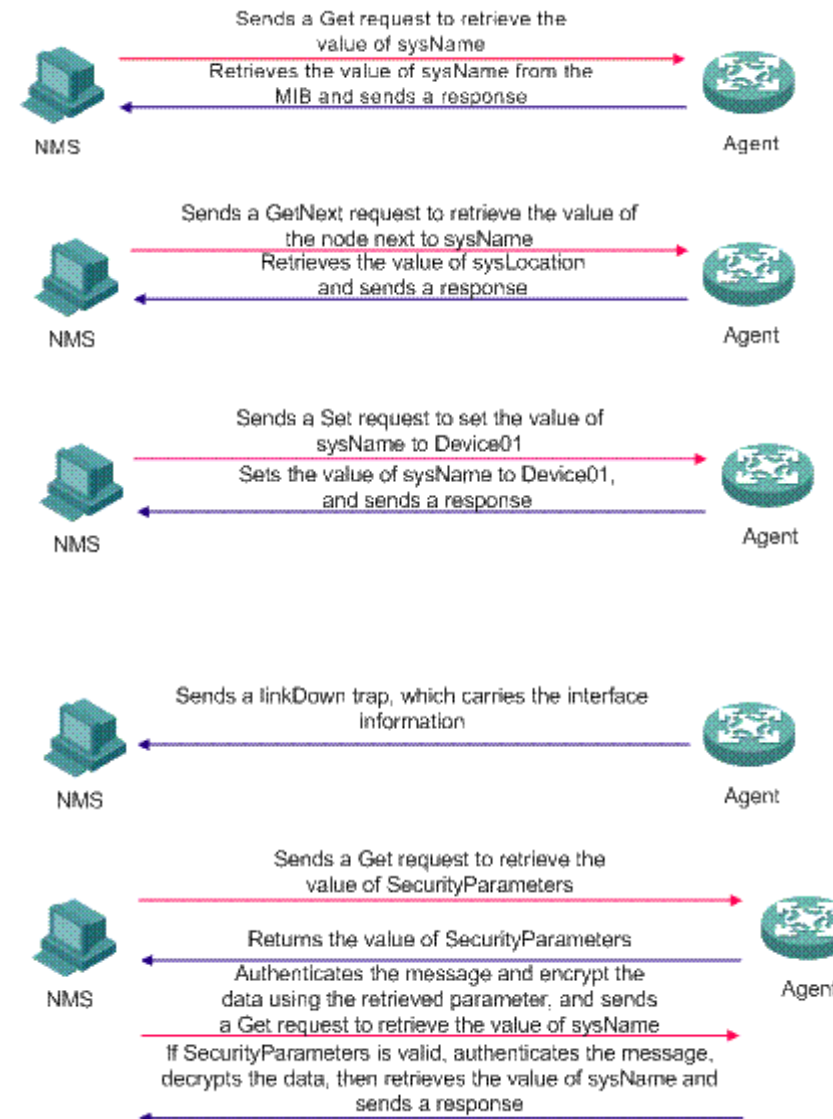 Sends a Get request to retrieve the
value of sysName
Retrieves the value of sysName from the
MIB and sends a response
NMS
Agent
Sends a GetNext request to retrieve the value of
the node next to sysName
Retrieves the value of sysLocation
and sends a response
NMS
Agent
Sends a Set request to set the value of
sysName to Device01
Sets the value of sysName to Device01,
and sends a response
NMS
Agent
Sends a linkDown trap, which carries the interface
information
NMS
Agent
Sends a Get request to retrieve the
value of SecurityParameters
Returns the value of SecurityParameters
Authenticates the message and encrypt the
data using the retrieved parameter, and sends
a Get request to retrieve the value of sysName
If SecurityParameters is valid, authenticates the message,
decrypts the data, then retrieves the value of sysName and
sends a response
NMS
Agent